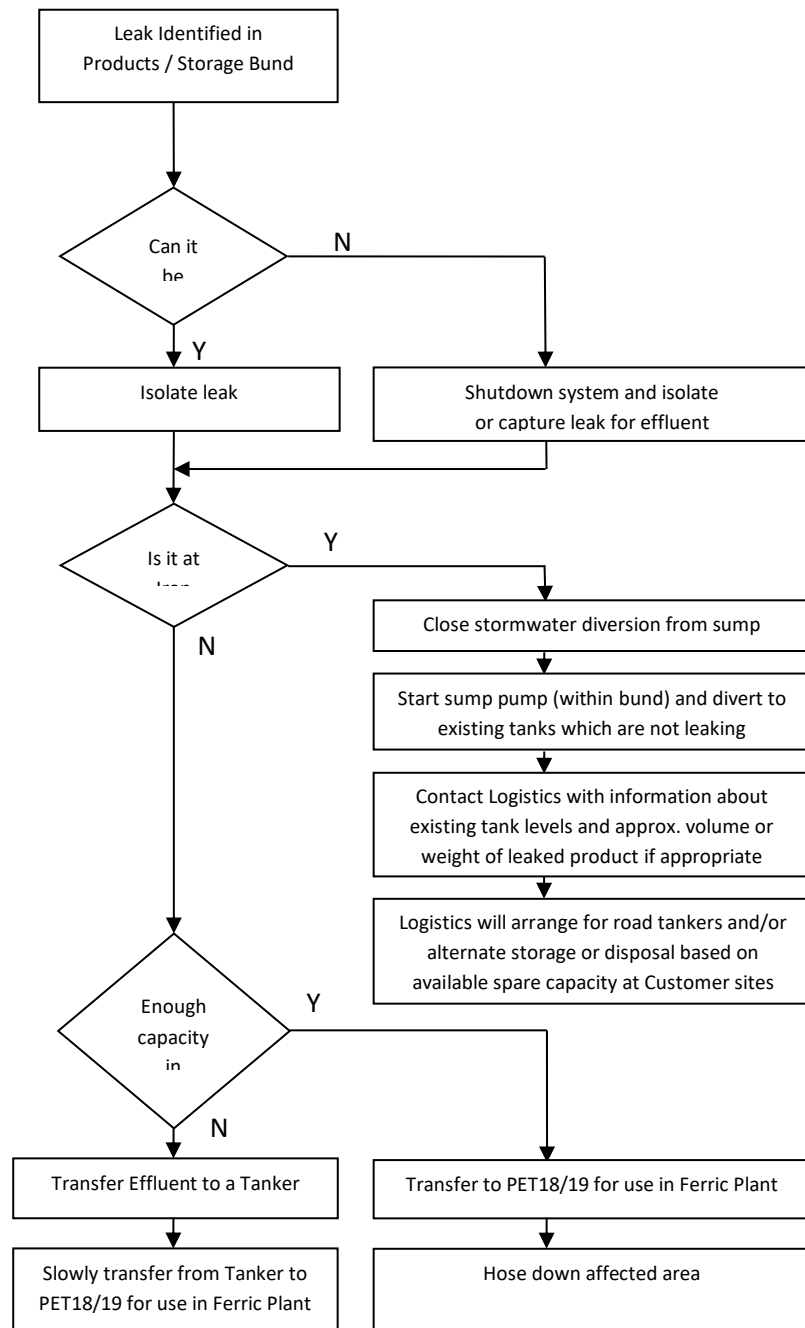 Leak Identified in
Products / Storage Bund
Can it
be
N
Y
Isolate leak
Shutdown system and isolate
or capture leak for effluent
Is it at
Y
N
Close stormwater diversion from sump
Start sump pump (within bund) and divert to
existing tanks which are not leaking
Contact Logistics with information about
existing tank levels and approx. volume or
weight of leaked product if appropriate
Logistics will arrange for road tankers and/or
alternate storage or disposal based on
available spare capacity at Customer sites
Enough
capacity
in
Y
N
Transfer Effluent to a Tanker
Transfer to PET18/19 for use in Ferric Plant
Slowly transfer from Tanker to
PET18/19 for use in Ferric Plant
Hose down affected area